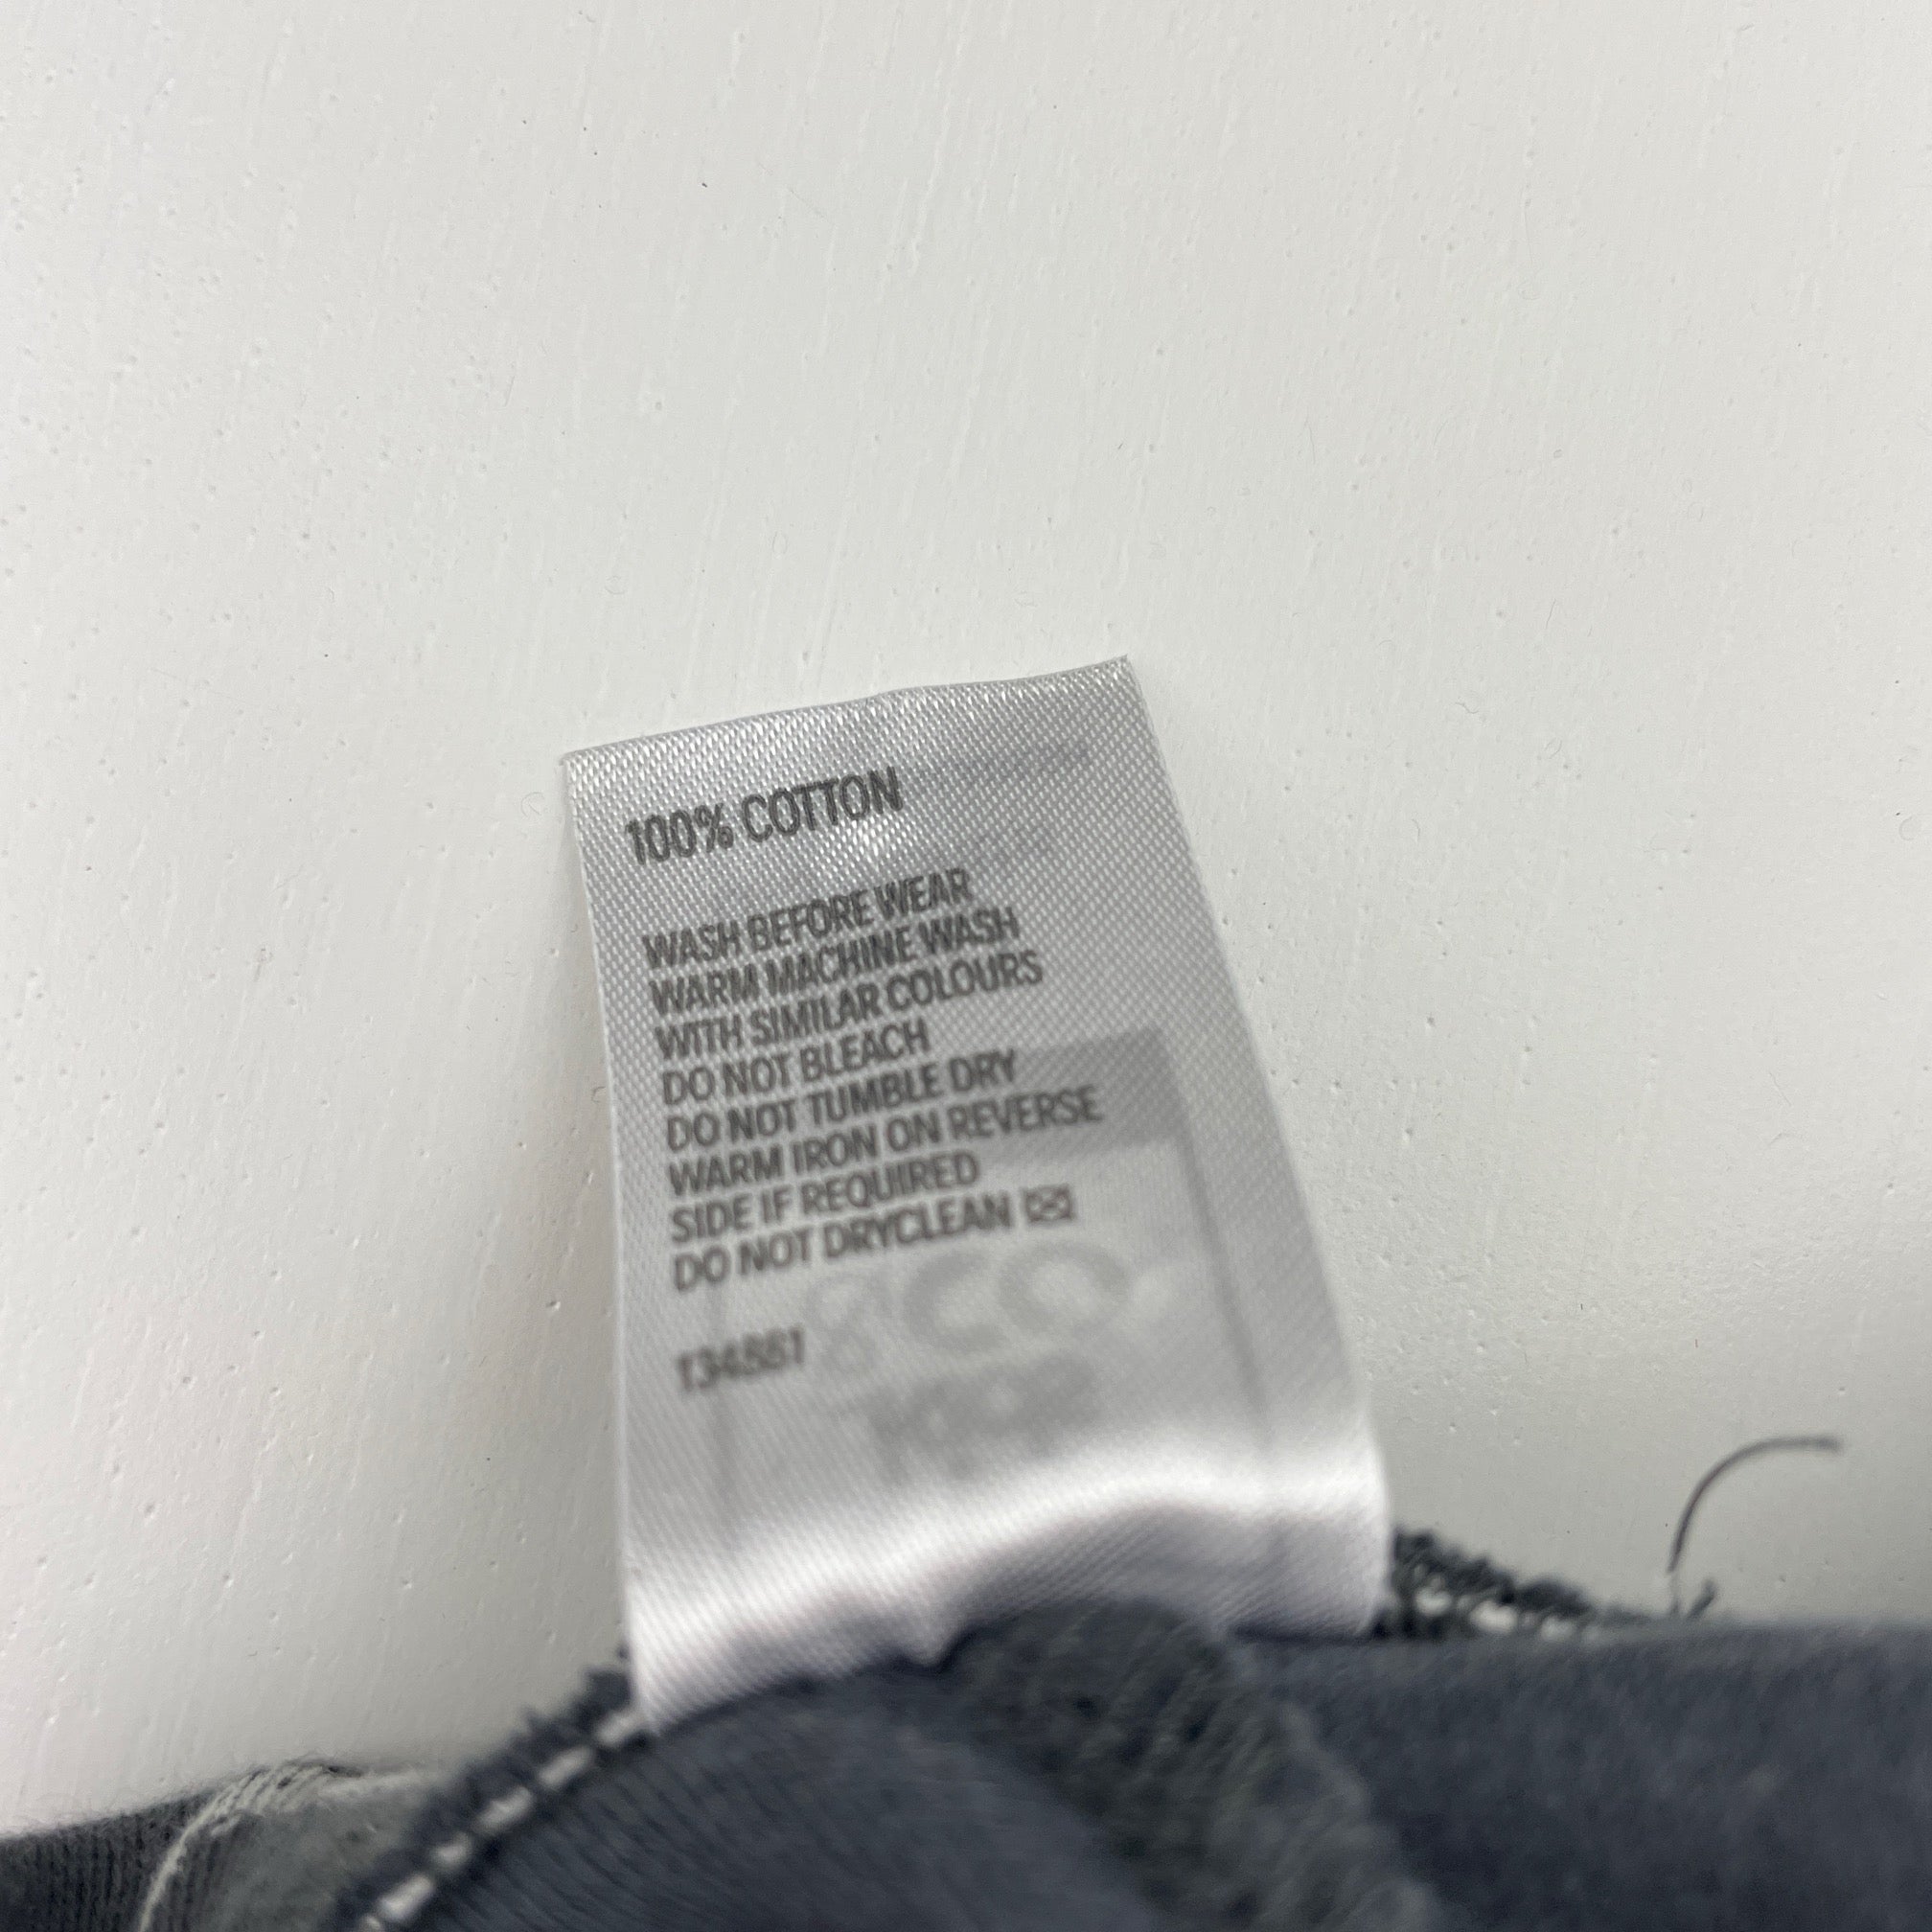 100% COTTON
WASH BEFORE WEAR
WARM MACHINE WASH
WITH SIMILAR COLOURS
DO NOT BLEACH
DO NOT TUMBLE DRY
WARM IRON ON REVERSE
SIDE IF REQUIRED
DO NOT DRYCLEAN
&CO